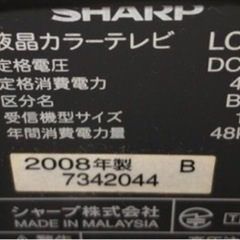 SHARP
液晶カラーテレビ LC
定格電圧 DC
定格消費電力 4
区分名 B
受信機型サイズ 1
年間消費電力量 48k
2008年製 B
7342044
シャープ株式会社
MADE IN MALAYSIA